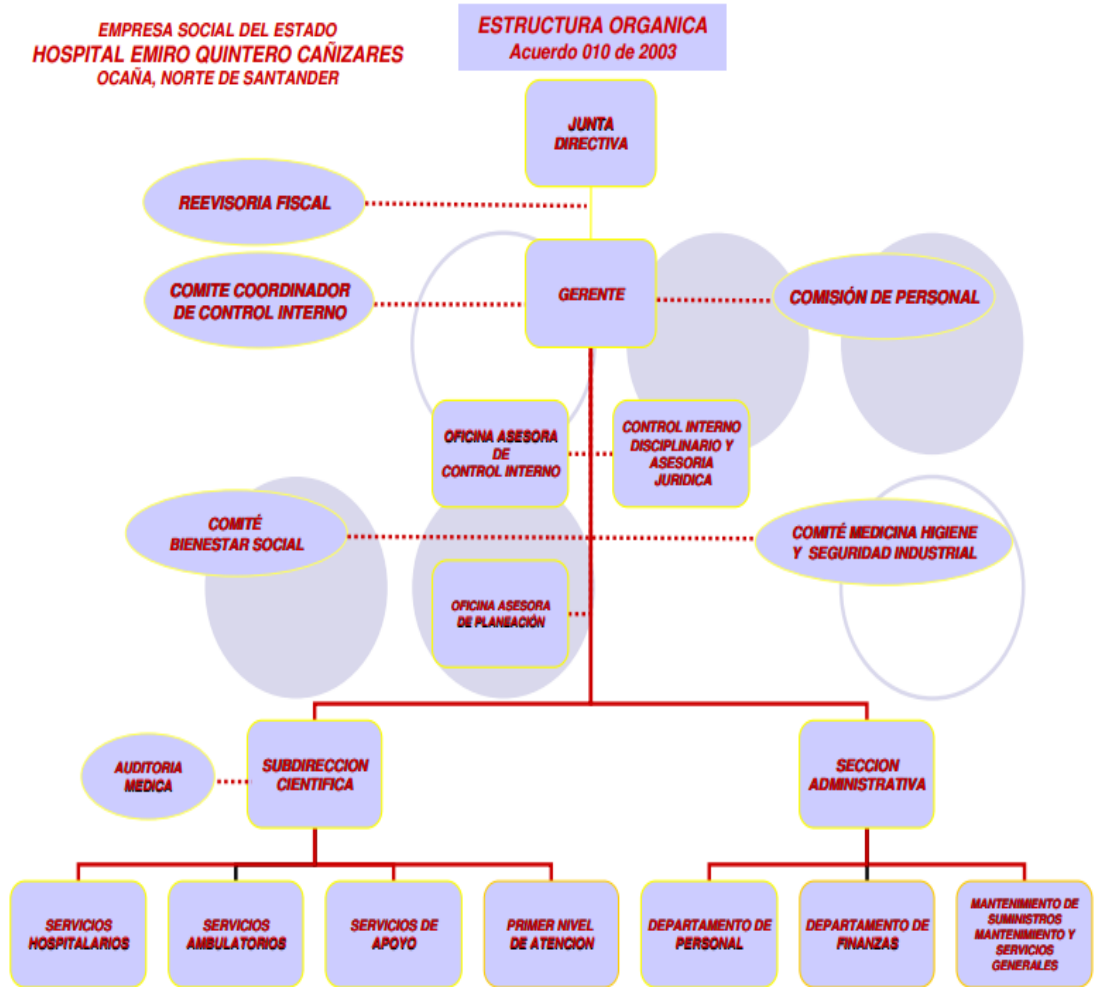 EMPRESA SOCIAL DEL ESTADO
HOSPITAL EMIRO QUINTERO CAÑIZARES
OCAÑA, NORTE DE SANTANDER
ESTRUCTURA ORGANICA
Acuerdo 010 de 2003
JUNTA
DIRECTIVA
REEVISORIA FISCAL
COMITE COORDINADOR
DE CONTROL INTERNO
GERENTE
COMISIÓN DE PERSONAL
OFICINA ASESORA
DE
CONTROL INTERNO
CONTROL INTERNO
DISCIPLINARIO Y
ASESORIA
JURIDICA
COMITÉ
BIENESTAR SOCIAL
COMITÉ MEDICINA HIGIENE
Y SEGURIDAD INDUSTRIAL
OFICINA ASESORA
DE PLANEACIÓN
AUDITORIA
MEDICA
SUBDIRECCION
CIENTIFICA
SECCION
ADMINISTRATIVA
SERVICIOS
HOSPITALARIOS
SERVICIOS
AMBULATORIOS
SERVICIOS DE
APOYO
PRIMER NIVEL
DE ATENCION
DEPARTAMENTO DE
PERSONAL
DEPARTAMENTO DE
FINANZAS
MANTENIMIENTO DE
SUMINISTROS
MANTENIMIENTO Y
SERVICIOS
GENERALES